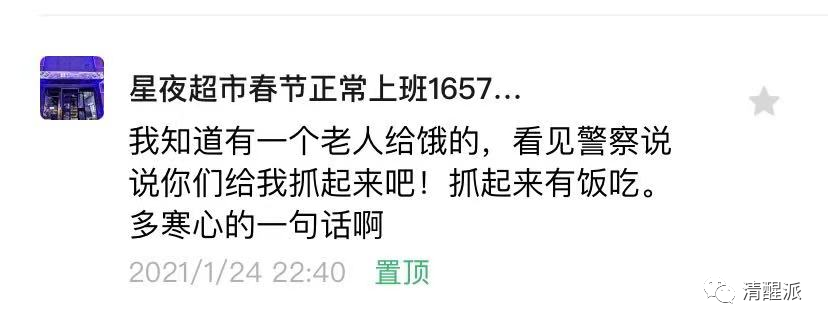 星夜超市春节正常上班1657...
我知道有一个老人给饿的，看见警察说
说你们给我抓起来吧！抓起来有饭吃。
多寒心的一句话啊
2021/1/24 22:40 置顶
清醒派